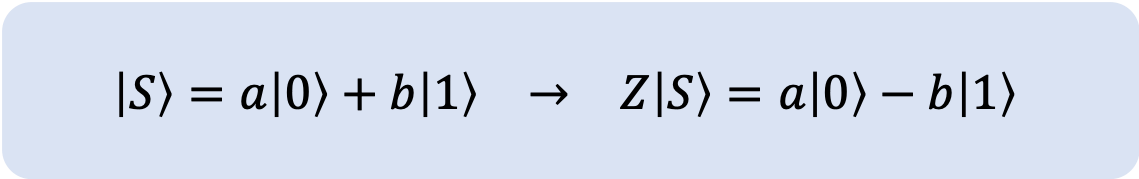 |S⟩ = a|0⟩ + b|1⟩ → Z|S⟩ = a|0⟩ − b|1⟩